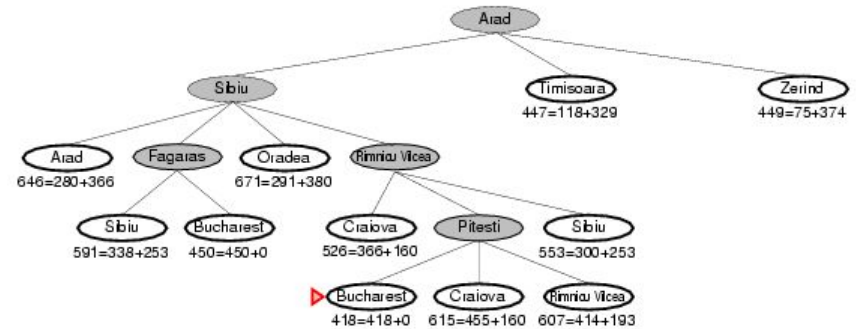 Arad
Sibiu Timisoara Zerind
447=118+329 449=75+374
Arad Fagaras Oradea Rimnicu Vilcea
646=280+366 671=291+380
Sibiu Bucharest Craiova Pitesti Sibiu
591=338+253 450=450+0 526=366+160 553=300+253
Bucharest Craiova Rimnicu Vilcea
418=418+0 615=455+160 607=414+193